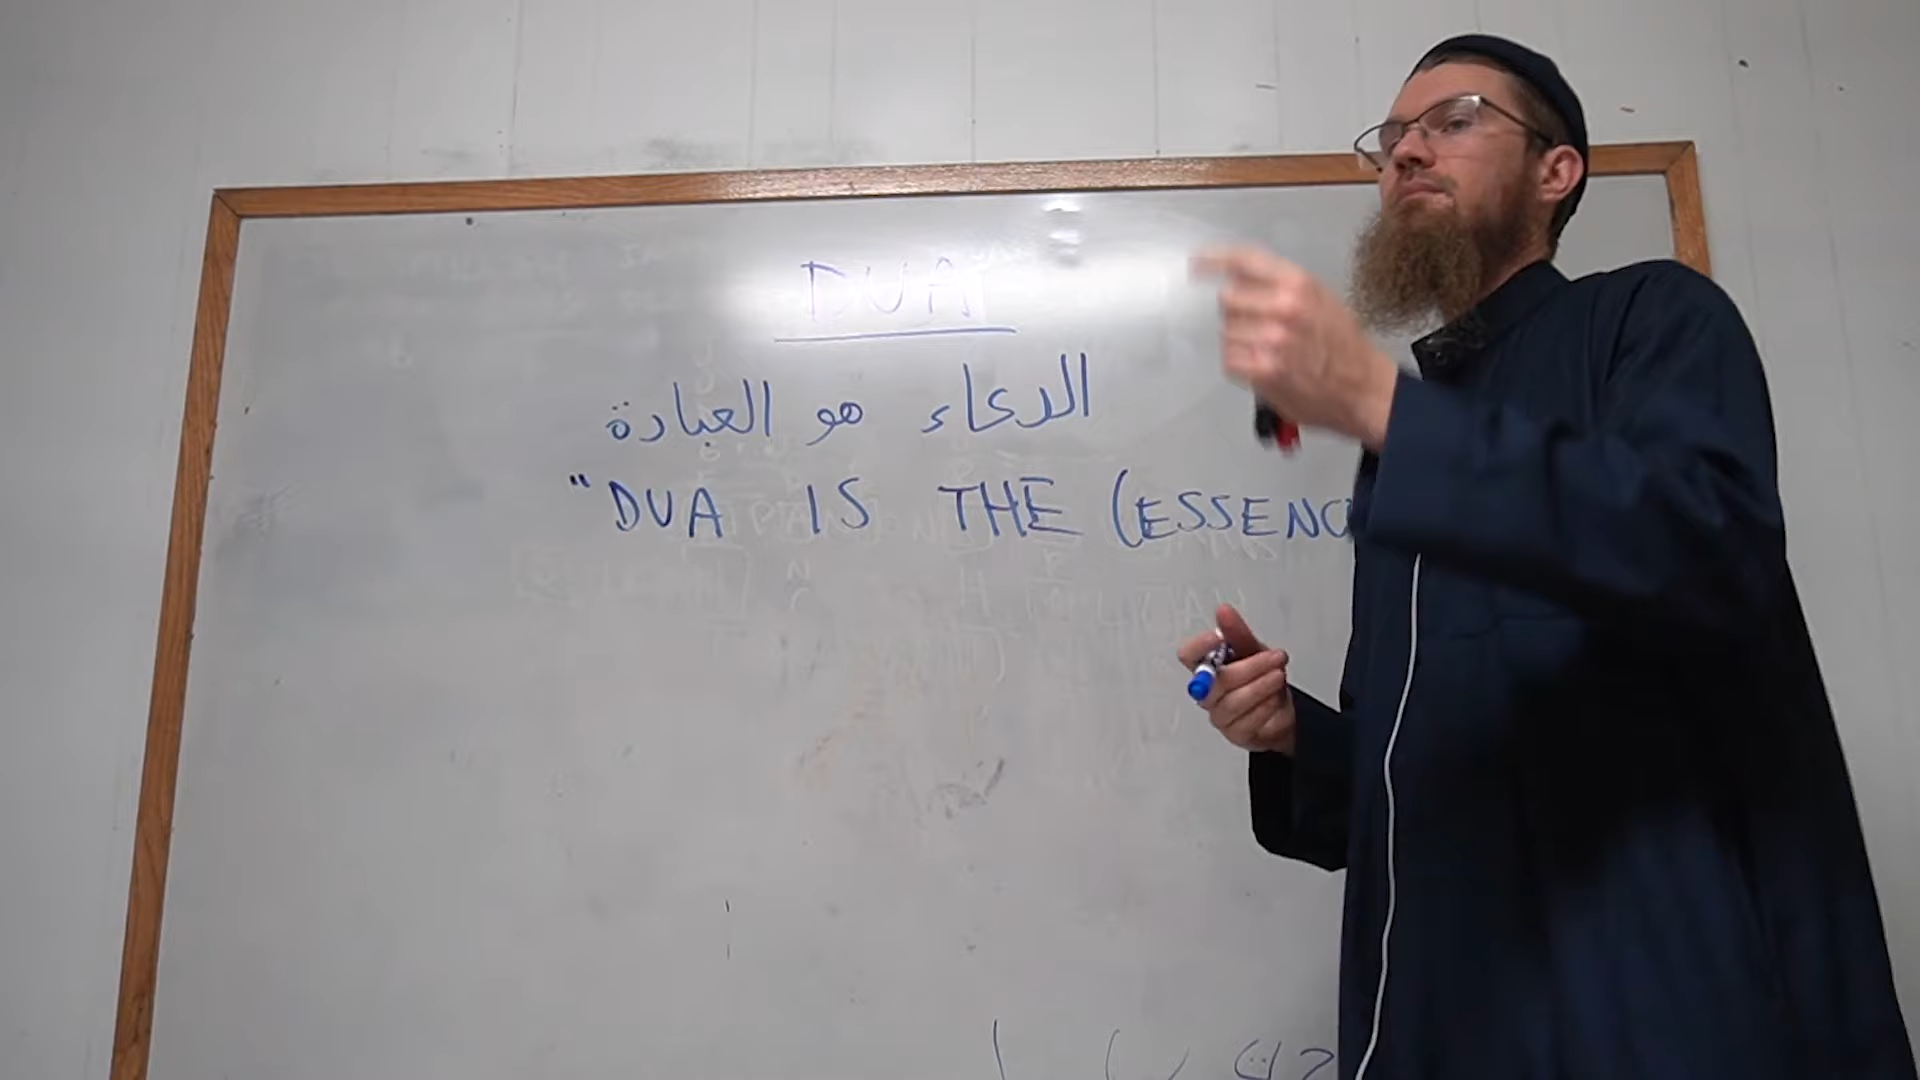 DUA
الدعاء هو العبادة
"DUA IS THE (ESSENC